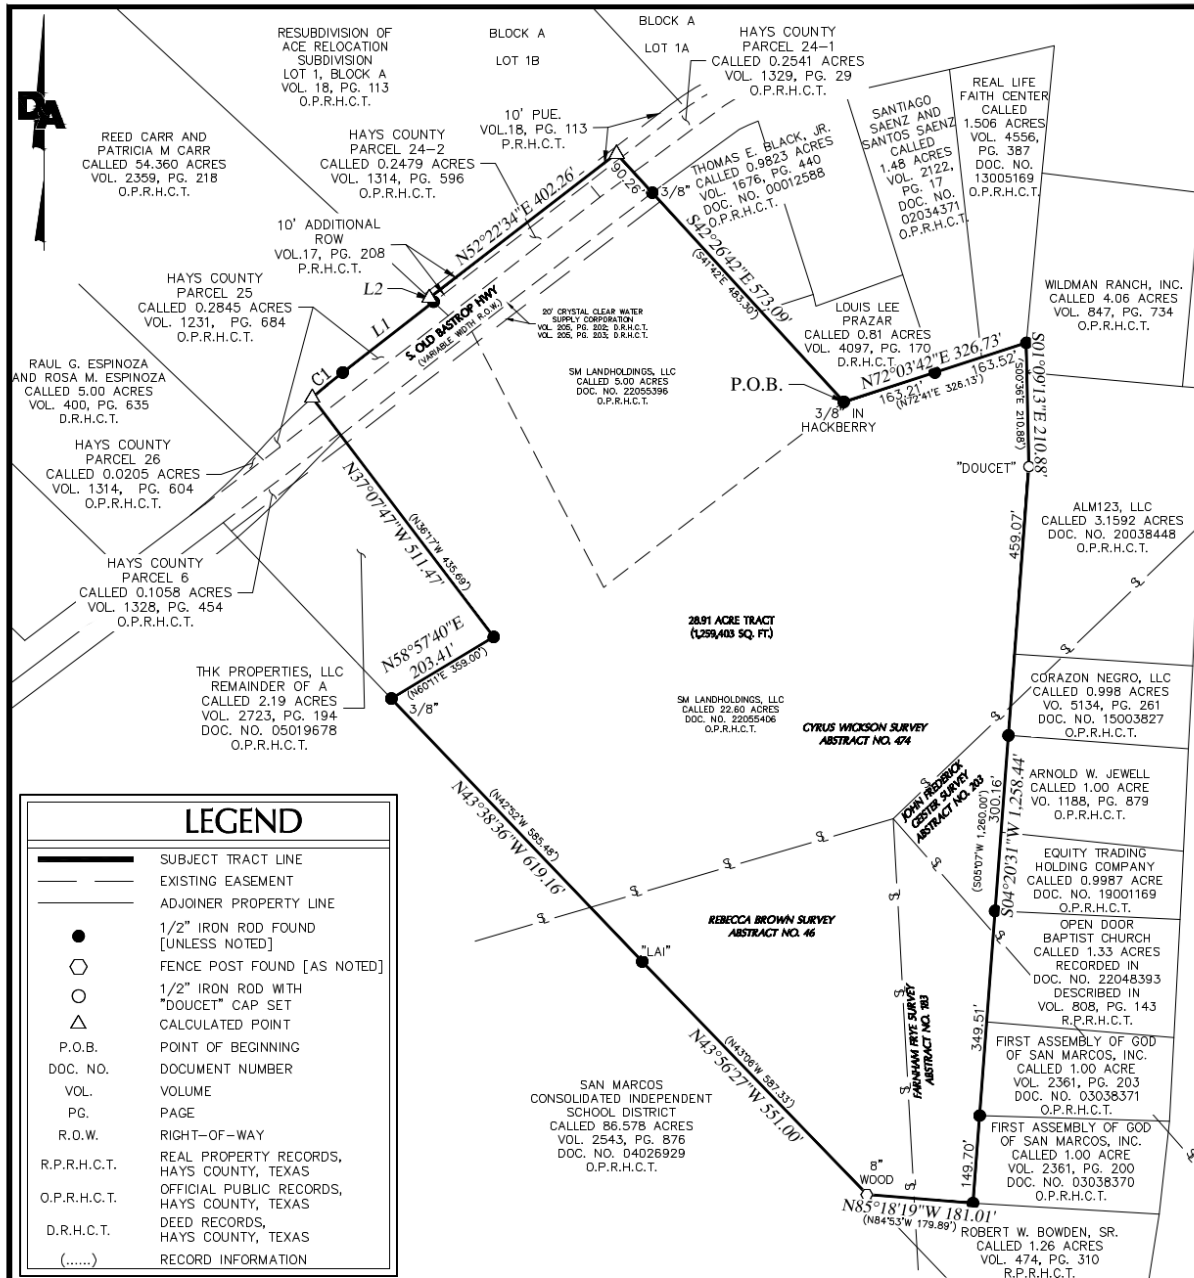 DA
RESUBDIVISION OF
ACE RELOCATION
SUBDIVISION
LOT 1, BLOCK A
VOL. 18, PG. 113
O.P.R.H.C.T.
BLOCK A
LOT 1B
BLOCK A
LOT 1A
HAYS COUNTY
PARCEL 24-1
CALLED 0.2541 ACRES
VOL. 1329, PG. 29
O.P.R.H.C.T.
REED CARR AND
PATRICIA M CARR
CALLED 54.360 ACRES
VOL. 2359, PG. 218
O.P.R.H.C.T.
HAYS COUNTY
PARCEL 24-2
CALLED 0.2479 ACRES
VOL. 1314, PG. 596
O.P.R.H.C.T.
10' PUE.
VOL.18, PG. 113
P.R.H.C.T.
THOMAS E. BLACK, JR.
CALLED 0.9823 ACRES
VOL. 1676, PG. 440
DOC. NO. 00012588
O.P.R.H.C.T.
SANTIAGO
SAENZ AND
SANTOS SAENZ
CALLED
1.48 ACRES
VOL. 2122,
PG. 17
DOC. NO.
02034371
O.P.R.H.C.T.
REAL LIFE
FAITH CENTER
CALLED
1.506 ACRES
VOL. 4556,
PG. 387
DOC. NO.
13005169
O.P.R.H.C.T.
10' ADDITIONAL
ROW
VOL.17, PG. 208
P.R.H.C.T.
N52°22'34"E 402.26'
90.26'
3/8"
S42°26'42"E 573.09'
(S41°42'E 483.30')
HAYS COUNTY
PARCEL 25
CALLED 0.2845 ACRES
VOL. 1231, PG. 684
O.P.R.H.C.T.
L2
L1
C1
S. OLD BASTROP HWY
(VARIABLE WIDTH R.O.W.)
20' CRYSTAL CLEAR WATER
SUPPLY CORPORATION
VOL. 205, PG. 202; D.R.H.C.T.
VOL. 205, PG. 203; D.R.H.C.T.
LOUIS LEE
PRAZAR
CALLED 0.81 ACRES
VOL. 4097, PG. 170
D.R.H.C.T.
WILDMAN RANCH, INC.
CALLED 4.06 ACRES
VOL. 847, PG. 734
O.P.R.H.C.T.
RAUL G. ESPINOZA
AND ROSA M. ESPINOZA
CALLED 5.00 ACRES
VOL. 400, PG. 635
D.R.H.C.T.
SM LANDHOLDINGS, LLC
CALLED 5.00 ACRES
DOC. NO. 22055396
O.P.R.H.C.T.
P.O.B.
3/8" IN
HACKBERRY
N72°03'42"E 326.73'
163.21'
163.52'
(N72°41'E 326.13')
S01°09'13"E 210.88'
(S00°36'E 210.88')
"DOUCET"
HAYS COUNTY
PARCEL 26
CALLED 0.0205 ACRES
VOL. 1314, PG. 604
O.P.R.H.C.T.
N37°07'47"W 511.47'
(N36°17'W 435.69')
ALM123, LLC
CALLED 3.1592 ACRES
DOC. NO. 20038448
O.P.R.H.C.T.
459.07'
HAYS COUNTY
PARCEL 6
CALLED 0.1058 ACRES
VOL. 1328, PG. 454
O.P.R.H.C.T.
28.91 ACRE TRACT
(1,259,403 SQ. FT.)
N58°57'40"E
203.41'
(N60°11'E 359.00')
3/8"
THK PROPERTIES, LLC
REMAINDER OF A
CALLED 2.19 ACRES
VOL. 2723, PG. 194
DOC. NO. 05019678
O.P.R.H.C.T.
SM LANDHOLDINGS, LLC
CALLED 22.60 ACRES
DOC. NO. 22055406
O.P.R.H.C.T.
CYRUS WICKSON SURVEY
ABSTRACT NO. 474
CORAZON NEGRO, LLC
CALLED 0.998 ACRES
VO. 5134, PG. 261
DOC. NO. 15003827
O.P.R.H.C.T.
JOHN FREDERICK
GEISTER SURVEY
ABSTRACT NO. 203
ARNOLD W. JEWELL
CALLED 1.00 ACRE
VO. 1188, PG. 879
O.P.R.H.C.T.
300.16'
(S05°07'W 1,260.00')
S04°20'31"W 1,258.44'
N43°38'36"W 619.16'
(N42°52'W 585.48')
EQUITY TRADING
HOLDING COMPANY
CALLED 0.9987 ACRE
DOC. NO. 19001169
O.P.R.H.C.T.
REBECCA BROWN SURVEY
ABSTRACT NO. 46
"LAI"
OPEN DOOR
BAPTIST CHURCH
CALLED 1.33 ACRES
RECORDED IN
DOC. NO. 22048393
DESCRIBED IN
VOL. 808, PG. 143
R.P.R.H.C.T.
FARNHAM FRYE SURVEY
ABSTRACT NO. 183
349.51'
FIRST ASSEMBLY OF GOD
OF SAN MARCOS, INC.
CALLED 1.00 ACRE
VOL. 2361, PG. 203
DOC. NO. 03038371
O.P.R.H.C.T.
N43°56'27"W 551.00'
(N43°06'W 587.33')
SAN MARCOS
CONSOLIDATED INDEPENDENT
SCHOOL DISTRICT
CALLED 86.578 ACRES
VOL. 2543, PG. 876
DOC. NO. 04026929
O.P.R.H.C.T.
FIRST ASSEMBLY OF GOD
OF SAN MARCOS, INC.
CALLED 1.00 ACRE
VOL. 2361, PG. 200
DOC. NO. 03038370
O.P.R.H.C.T.
149.70'
8"
WOOD
N85°18'19"W 181.01'
(N84°53'W 179.89')
ROBERT W. BOWDEN, SR.
CALLED 1.26 ACRES
VOL. 474, PG. 310
R.P.R.H.C.T.
LEGEND
SUBJECT TRACT LINE
EXISTING EASEMENT
ADJOINER PROPERTY LINE
1/2" IRON ROD FOUND
[UNLESS NOTED]
FENCE POST FOUND [AS NOTED]
1/2" IRON ROD WITH
"DOUCET" CAP SET
CALCULATED POINT
P.O.B. POINT OF BEGINNING
DOC. NO. DOCUMENT NUMBER
VOL. VOLUME
PG. PAGE
R.O.W. RIGHT-OF-WAY
R.P.R.H.C.T. REAL PROPERTY RECORDS,
HAYS COUNTY, TEXAS
O.P.R.H.C.T. OFFICIAL PUBLIC RECORDS,
HAYS COUNTY, TEXAS
D.R.H.C.T. DEED RECORDS,
HAYS COUNTY, TEXAS
(......) RECORD INFORMATION